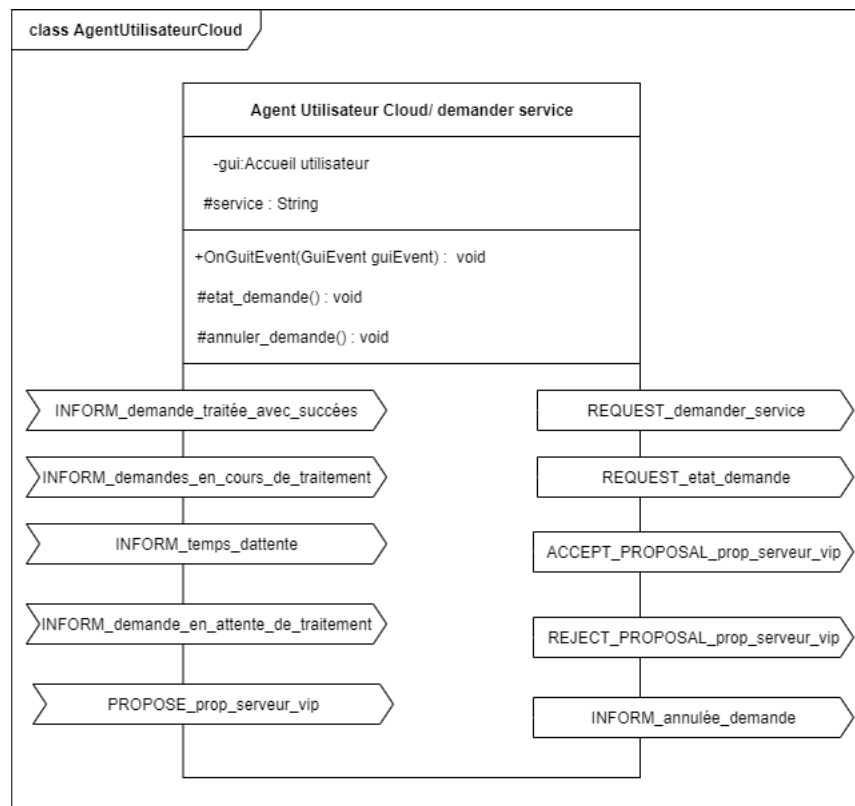 class AgentUtilisateurCloud
Agent Utilisateur Cloud/ demander service
-gui:Accueil utilisateur
#service : String
+OnGuitEvent(GuiEvent guiEvent) : void
#etat_demande() : void
#annuler_demande() : void
INFORM_demande_traitée_avec_succées
REQUEST_demander_service
INFORM_demandes_en_cours_de_traitement
REQUEST_etat_demande
INFORM_temps_dattente
ACCEPT_PROPOSAL_prop_serveur_vip
INFORM_demande_en_attente_de_traitement
REJECT_PROPOSAL_prop_serveur_vip
PROPOSE_prop_serveur_vip
INFORM_annulée_demande